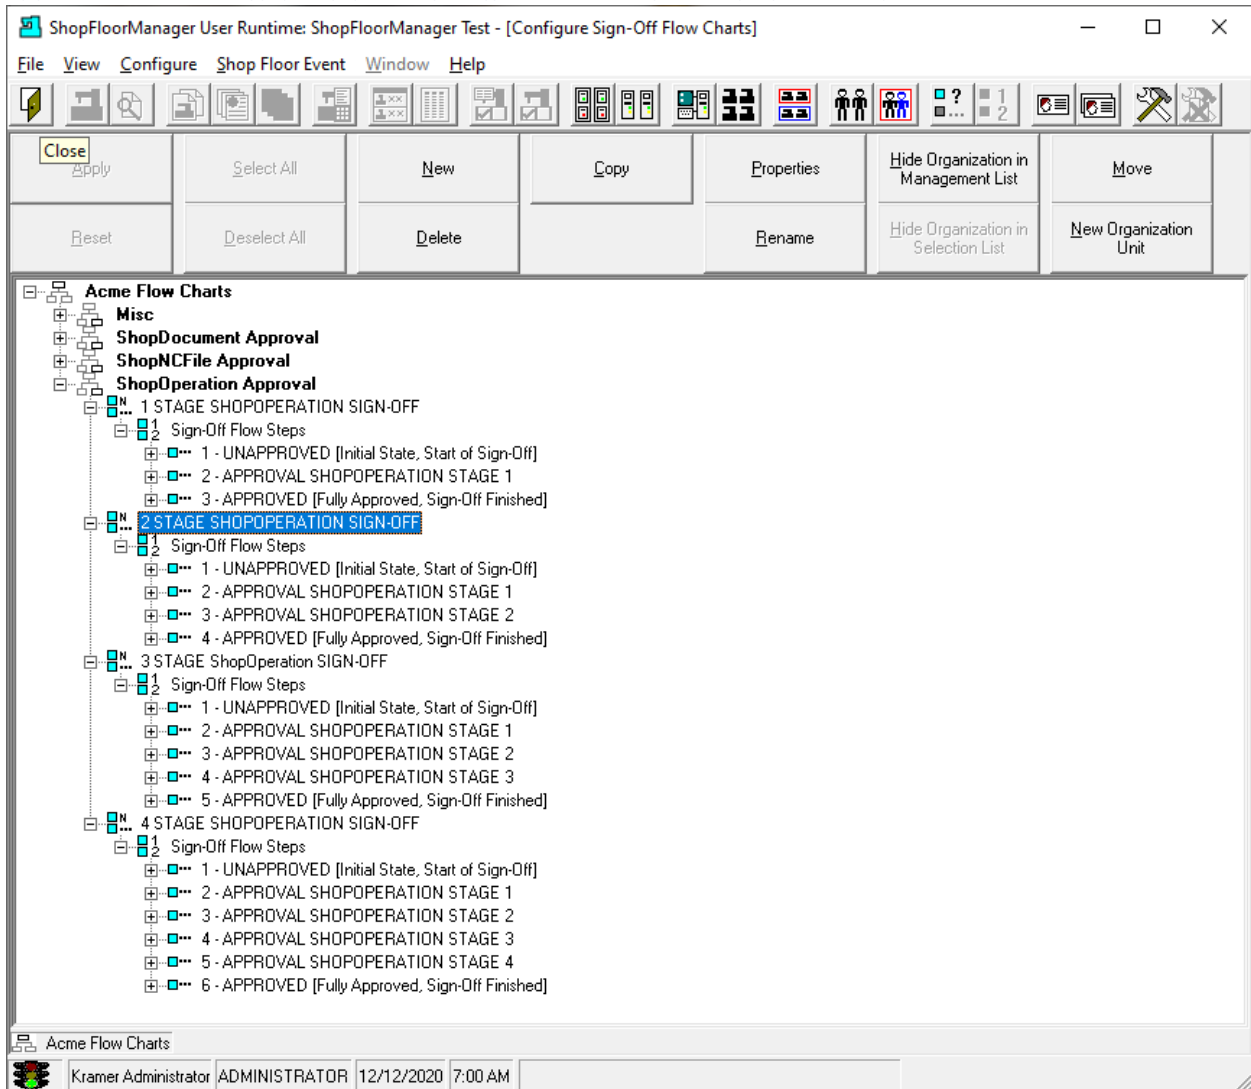 ShopFloorManager User Runtime: ShopFloorManager Test - [Configure Sign-Off Flow Charts]
File View Configure Shop Floor Event Window Help
Close
Apply Select All New Copy Properties Hide Organization in Management List Move
Reset Deselect All Delete Rename Hide Organization in Selection List New Organization Unit
Acme Flow Charts
Misc
ShopDocument Approval
ShopNCFile Approval
ShopOperation Approval
1 STAGE SHOPOPERATION SIGN-OFF
Sign-Off Flow Steps
1 - UNAPPROVED [Initial State, Start of Sign-Off]
2 - APPROVAL SHOPOPERATION STAGE 1
3 - APPROVED [Fully Approved, Sign-Off Finished]
2 STAGE SHOPOPERATION SIGN-OFF
Sign-Off Flow Steps
1 - UNAPPROVED [Initial State, Start of Sign-Off]
2 - APPROVAL SHOPOPERATION STAGE 1
3 - APPROVAL SHOPOPERATION STAGE 2
4 - APPROVED [Fully Approved, Sign-Off Finished]
3 STAGE ShopOperation SIGN-OFF
Sign-Off Flow Steps
1 - UNAPPROVED [Initial State, Start of Sign-Off]
2 - APPROVAL SHOPOPERATION STAGE 1
3 - APPROVAL SHOPOPERATION STAGE 2
4 - APPROVAL SHOPOPERATION STAGE 3
5 - APPROVED [Fully Approved, Sign-Off Finished]
4 STAGE SHOPOPERATION SIGN-OFF
Sign-Off Flow Steps
1 - UNAPPROVED [Initial State, Start of Sign-Off]
2 - APPROVAL SHOPOPERATION STAGE 1
3 - APPROVAL SHOPOPERATION STAGE 2
4 - APPROVAL SHOPOPERATION STAGE 3
5 - APPROVAL SHOPOPERATION STAGE 4
6 - APPROVED [Fully Approved, Sign-Off Finished]
Acme Flow Charts
Kramer Administrator ADMINISTRATOR 12/12/2020 7:00 AM